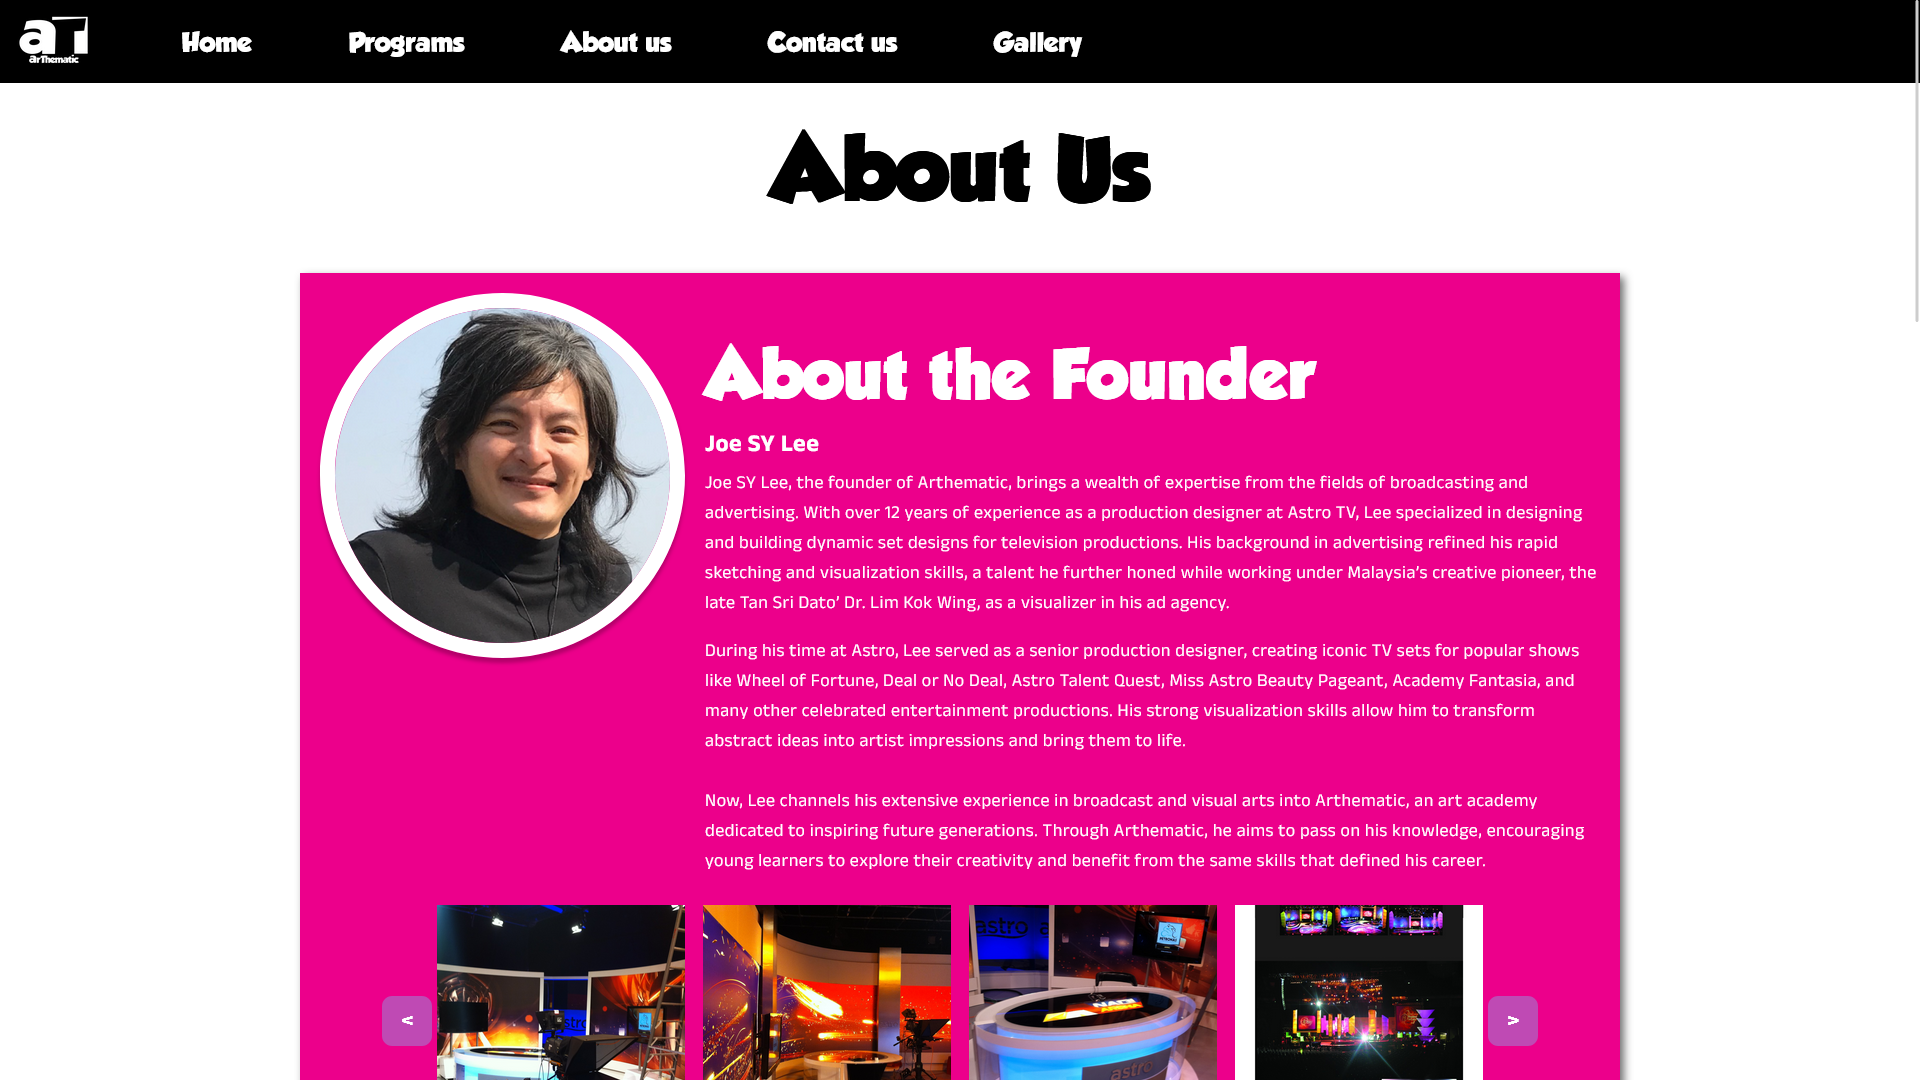 aT
arThematic
Home
Programs
About us
Contact us
Gallery
About Us
About the Founder
Joe SY Lee
Joe SY Lee, the founder of Arthematic, brings a wealth of expertise from the fields of broadcasting and
advertising. With over 12 years of experience as a production designer at Astro TV, Lee specialized in designing
and building dynamic set designs for television productions. His background in advertising refined his rapid
sketching and visualization skills, a talent he further honed while working under Malaysia’s creative pioneer, the
late Tan Sri Dato’ Dr. Lim Kok Wing, as a visualizer in his ad agency.
During his time at Astro, Lee served as a senior production designer, creating iconic TV sets for popular shows
like Wheel of Fortune, Deal or No Deal, Astro Talent Quest, Miss Astro Beauty Pageant, Academy Fantasia, and
many other celebrated entertainment productions. His strong visualization skills allow him to transform
abstract ideas into artist impressions and bring them to life.
Now, Lee channels his extensive experience in broadcast and visual arts into Arthematic, an art academy
dedicated to inspiring future generations. Through Arthematic, he aims to pass on his knowledge, encouraging
young learners to explore their creativity and benefit from the same skills that defined his career.
astro
astro
<
>